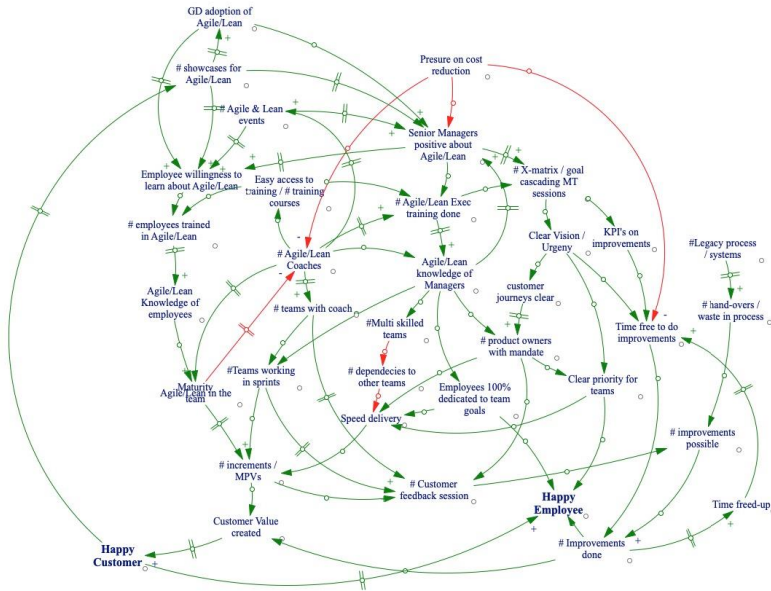 GD adoption of
Agile/Lean
# showcases for
Agile/Lean
Presure on cost
reduction
# Agile & Lean
events
Senior Managers
positive about
Agile/Lean
Employee willingness to
learn about Agile/Lean
Easy access to
training / # training
courses
# X-matrix / goal
cascading MT
sessions
# Agile/Lean Exec
training done
# employees trained
in Agile/Lean
Clear Vision /
Urgeny
KPI's on
improvements
#Legacy process
/ systems
# Agile/Lean
Coaches
Agile/Lean
knowledge of
Managers
Agile/Lean
Knowledge of
employees
customer
journeys clear
# hand-overs /
waste in process
# teams with coach
#Multi skilled
teams
# product owners
with mandate
Time free to do
improvements
#Teams working
in sprints
# dependecies to
other teams
Maturity
Agile/Lean in the
team
Employees 100%
dedicated to team
goals
Clear priority for
teams
Speed delivery
# improvements
possible
# increments /
MPVs
# Customer
feedback session
Happy
Employee
Time freed-up
Customer Value
created
Happy
Customer
# Improvements
done